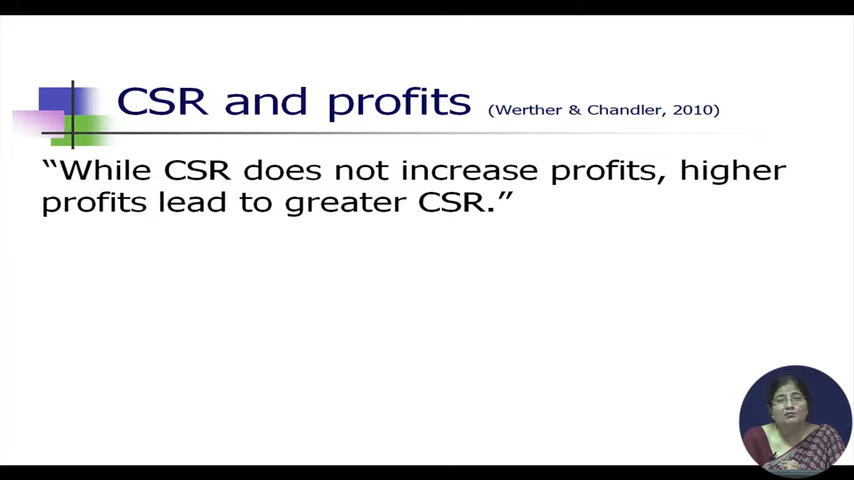 CSR and profits (Werther & Chandler, 2010)
“While CSR does not increase profits, higher
profits lead to greater CSR.”